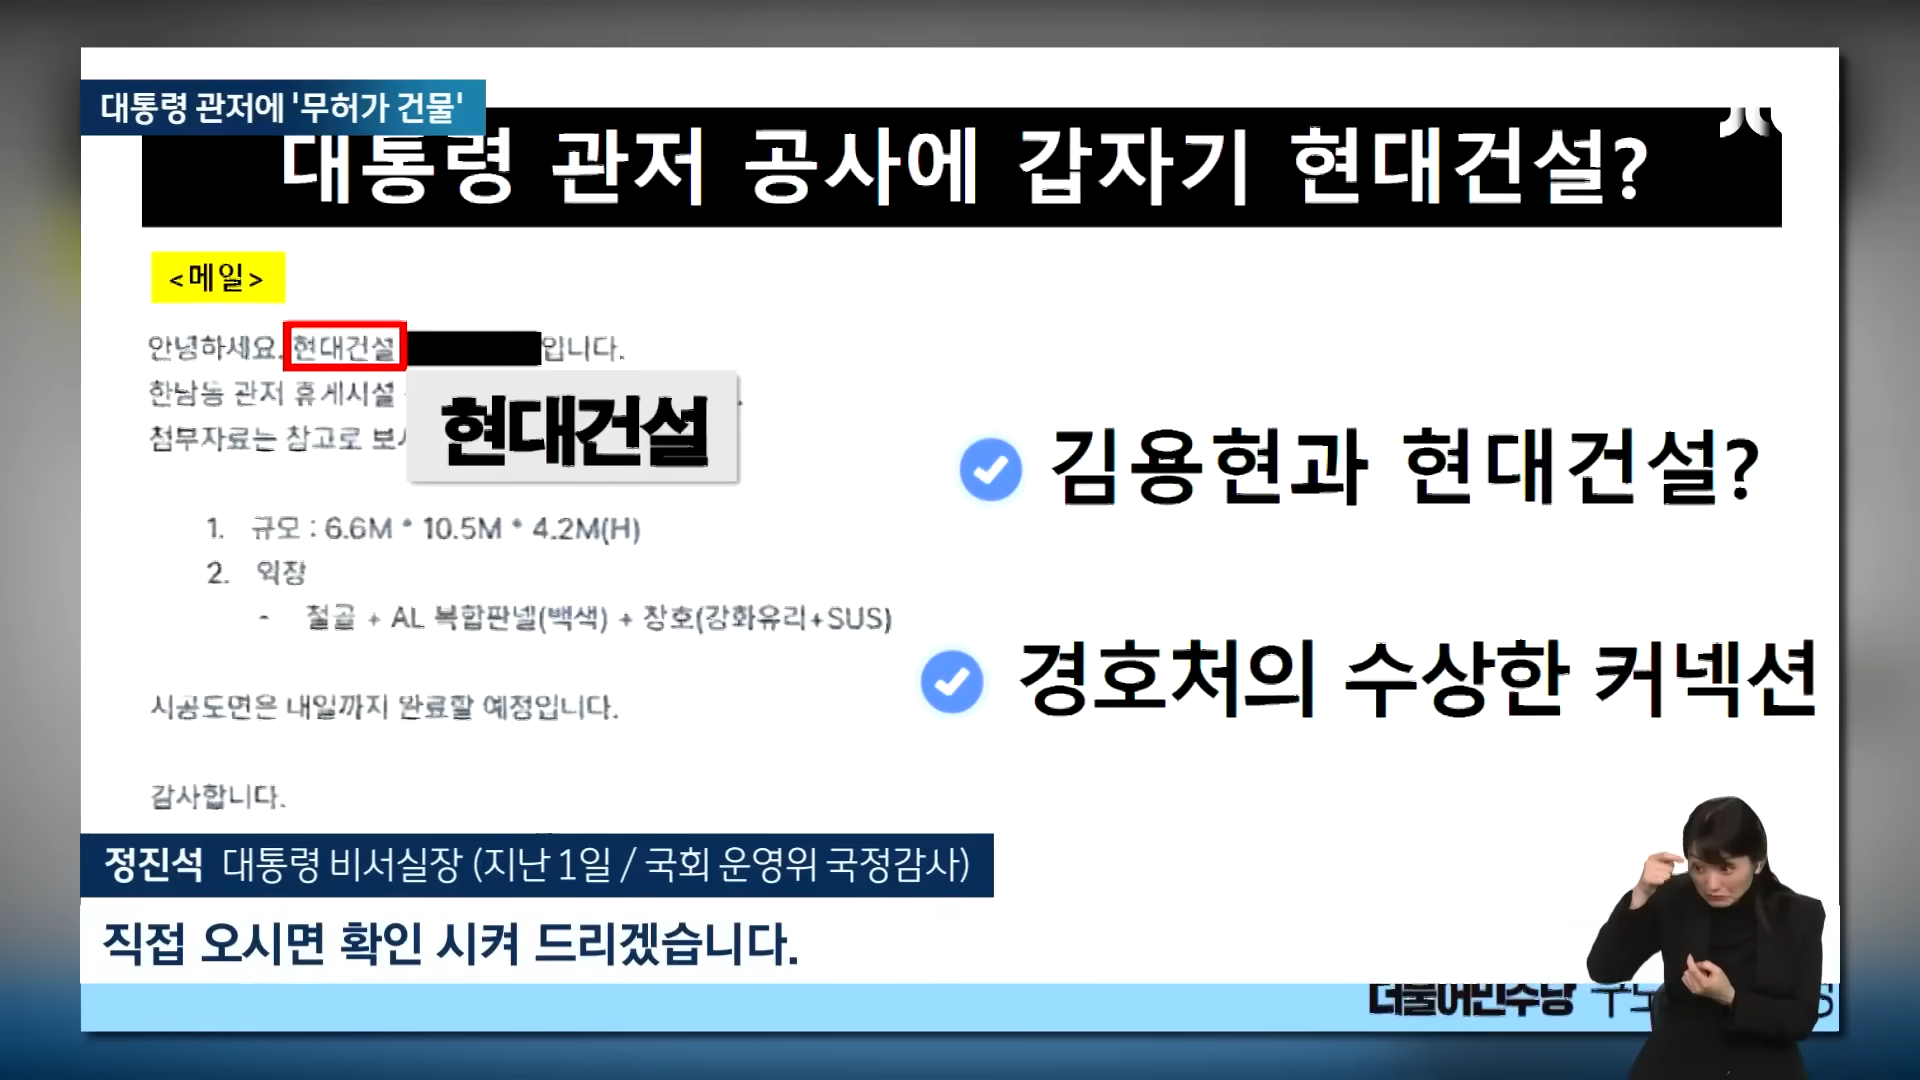 대통령 관저에 '무허가 건물'
대통령 관저 공사에 갑자기 현대건설?
<메일>
안녕하세요. 현대건설 입니다.
한남동 관저 휴게시설
첨부자료는 참고로 보시
현대건설
김용현과 현대건설?
1. 규모 : 6.6M * 10.5M * 4.2M(H)
2. 외장
- 철골 + AL 복합판넬(백색) + 창호(강화유리+SUS)
경호처의 수상한 커넥션
시공도면은 내일까지 완료할 예정입니다.
감사합니다.
정진석 대통령 비서실장 (지난 1일 / 국회 운영위 국정감사)
직접 오시면 확인 시켜 드리겠습니다.
더불어민주당